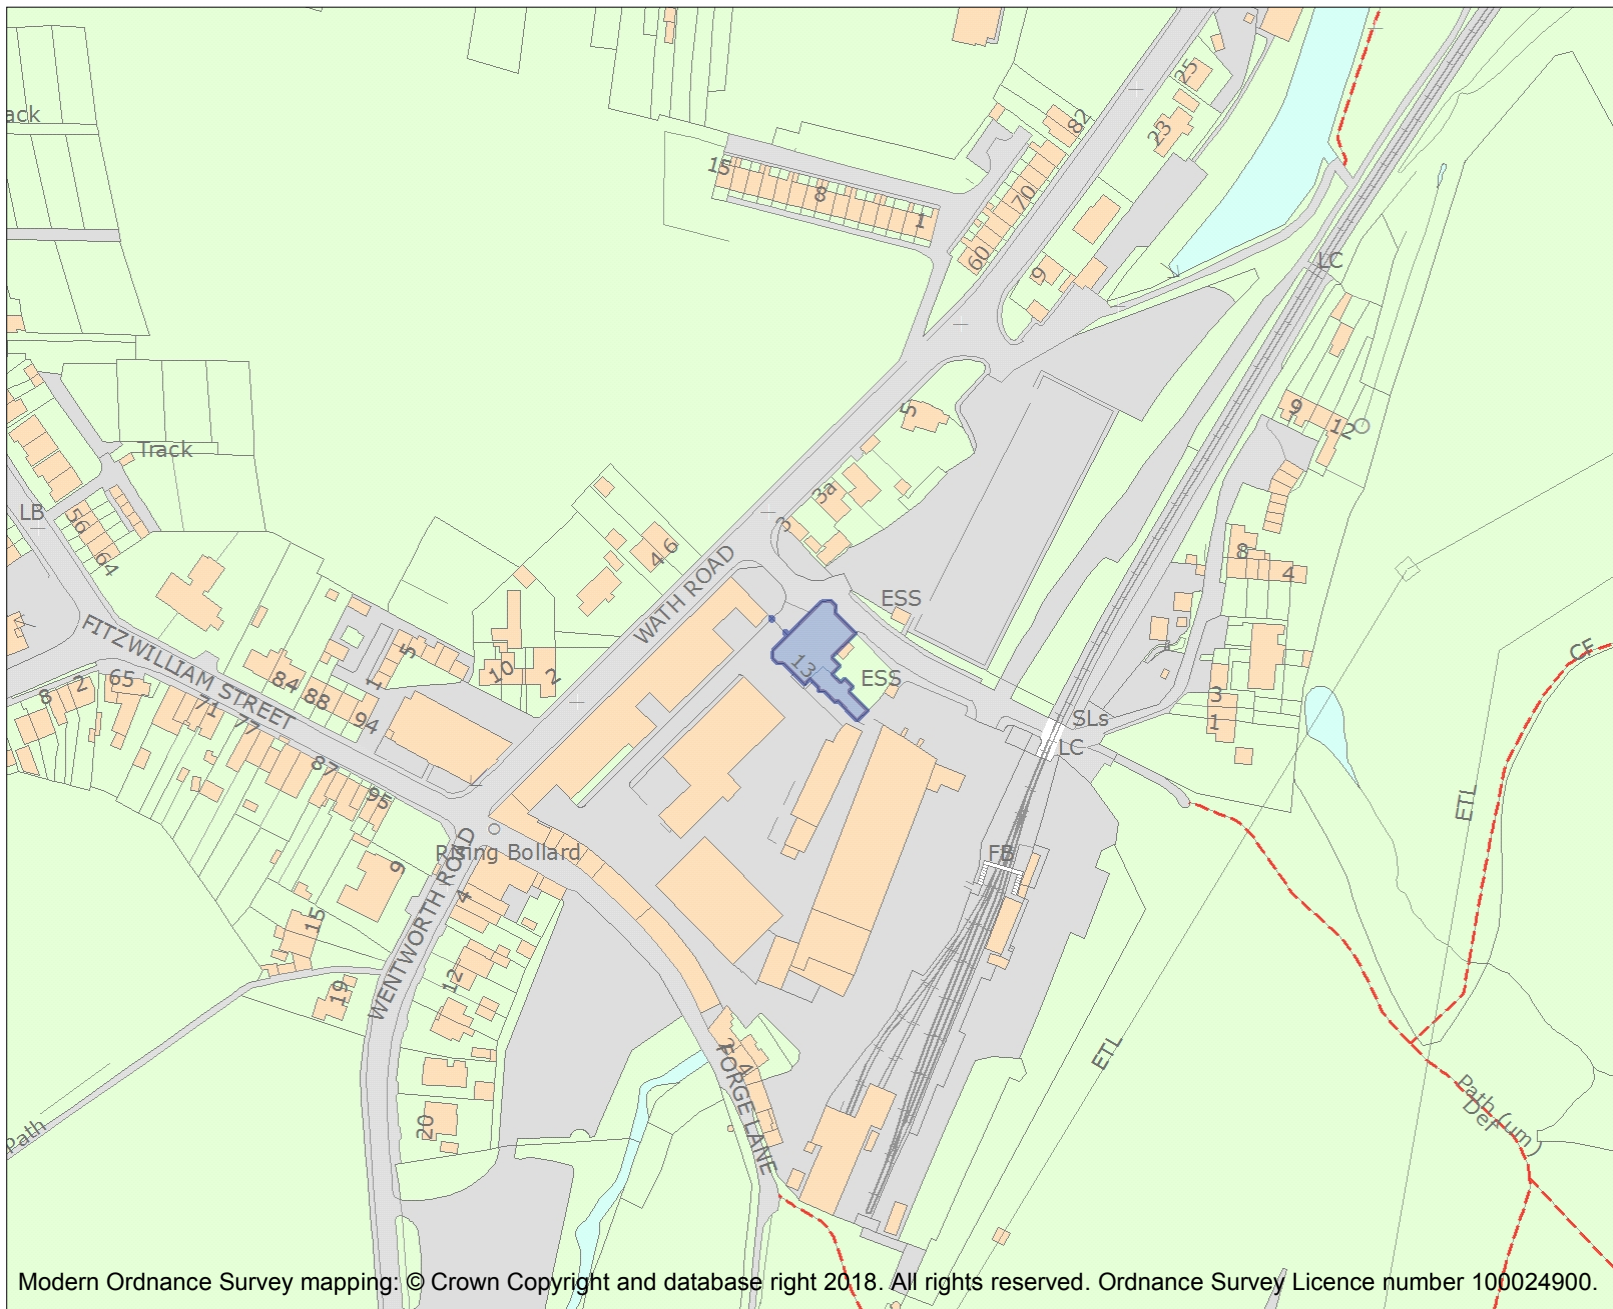 82
25
ack
23
15
8
70
1
60
9
LC
9
12
5
Track
3a
LB
56
3
64
46
8
WATH ROAD
4
ESS
FITZWILLIAM STREET
5
13
ESS
10
2
65
84
1
8
2
88
71
94
3
1
SLs
77
LC
87
95
ETL
CF
Rising Bollard
FB
9
4
WENTWORTH ROAD
15
12
19
2
4
FORGE LANE
ETL
20
Path
Path (um)
Def
Modern Ordnance Survey mapping: © Crown Copyright and database right 2018. All rights reserved. Ordnance Survey Licence number 100024900.